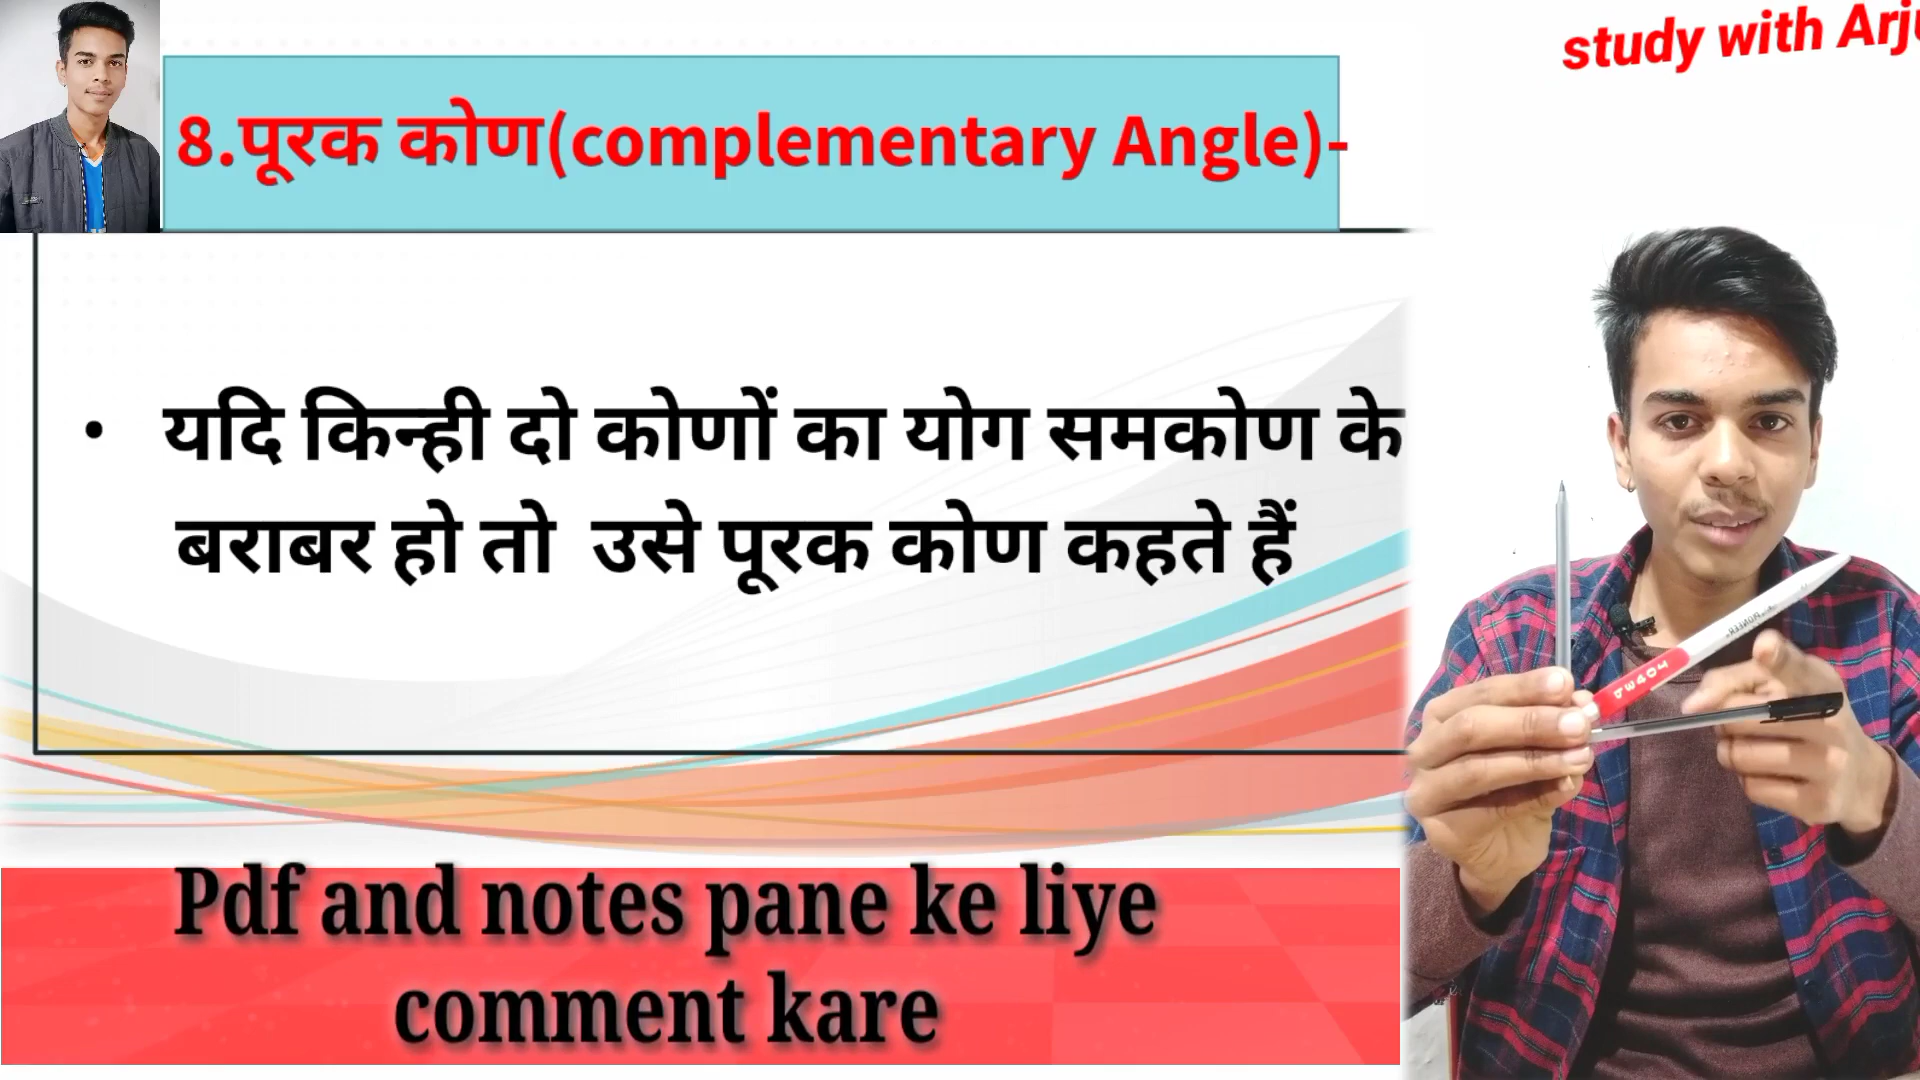 study with
8.पूरक कोण(complementary Angle)-
• यदि किन्ही दो कोणों का योग समकोण के
बराबर हो तो उसे पूरक कोण कहते हैं
Pdf and notes pane ke liye
comment kare